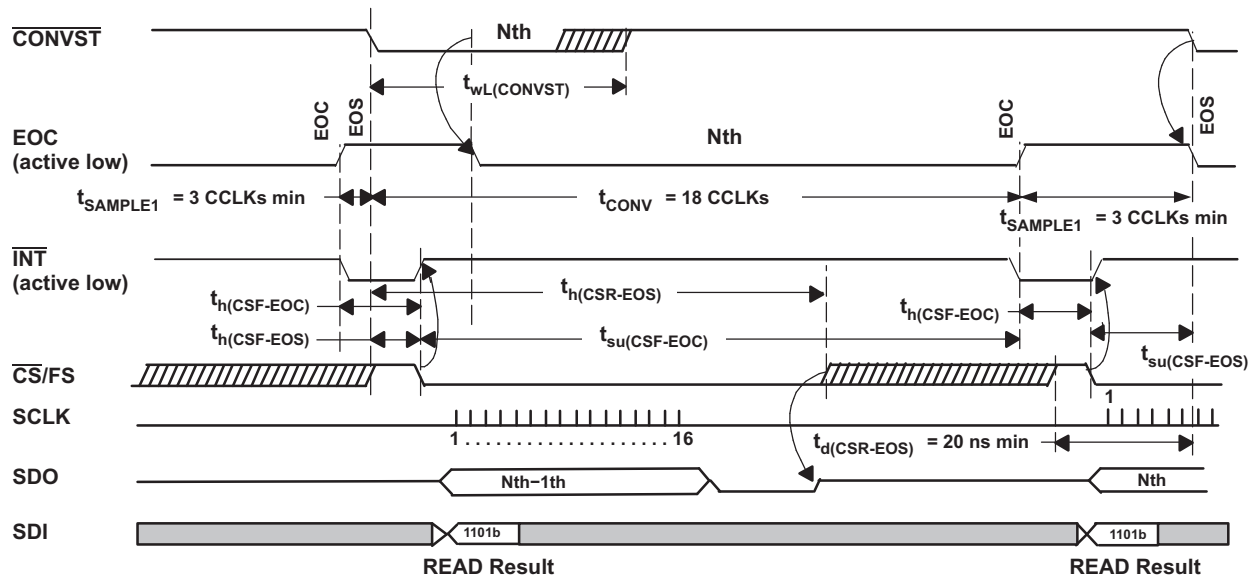 CONVST
Nth
twL(CONVST)
EOC
EOS
EOC
EOS
EOC
(active low)
Nth
tSAMPLE1 = 3 CCLKs min
tCONV = 18 CCLKs
tSAMPLE1 = 3 CCLKs min
INT
(active low)
th(CSF-EOC)
th(CSR-EOS)
th(CSF-EOC)
th(CSF-EOS)
tsu(CSF-EOC)
tsu(CSF-EOS)
CS/FS
1
SCLK
1 . . . . . . . . . . . . . . . . . . . . . 16
td(CSR-EOS) = 20 ns min
SDO
Nth−1th
Nth
SDI
1101b
1101b
READ Result
READ Result